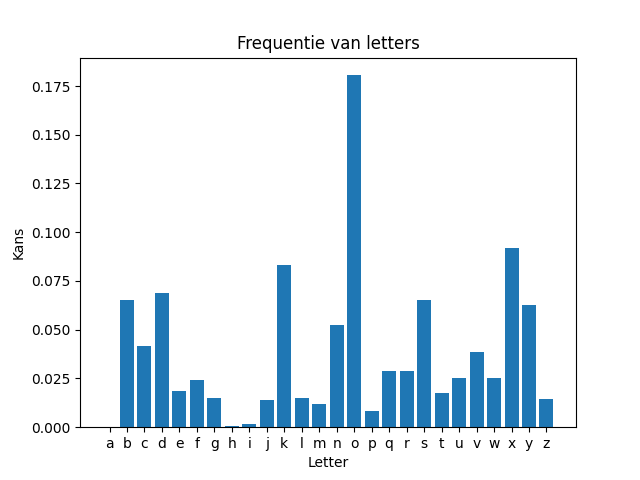 Frequentie van letters
0.175
0.150
0.125
0.100
0.075
0.050
0.025
0.000
Kans
a b c d e f g h i j k l m n o p q r s t u v w x y z
Letter